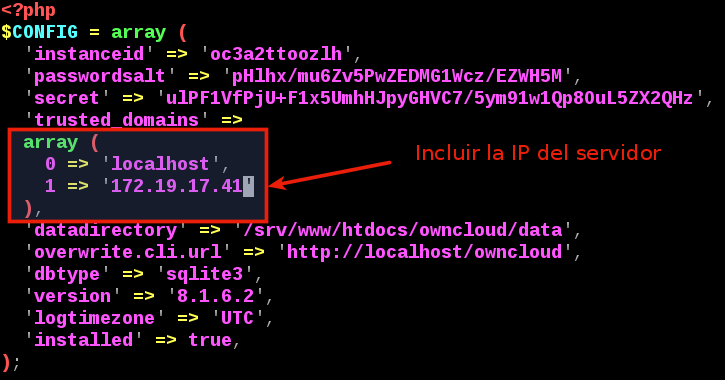 <?php
$CONFIG = array (
'instanceid' => 'oc3a2ttoozlh',
'passwordsalt' => 'pHlhx/mu6Zv5PwZEDMG1Wcz/EZWH5M',
'secret' => 'ulPF1VfPjU+F1x5UmhHJpyGHVC7/5ym91w1Qp8OuL5ZX2QHz',
'trusted_domains' =>
array (
0 => 'localhost',
1 => '172.19.17.41'
),
Incluir la IP del servidor
'datadirectory' => '/srv/www/htdocs/owncloud/data',
'overwrite.cli.url' => 'http://localhost/owncloud',
'dbtype' => 'sqlite3',
'version' => '8.1.6.2',
'logtimezone' => 'UTC',
'installed' => true,
);